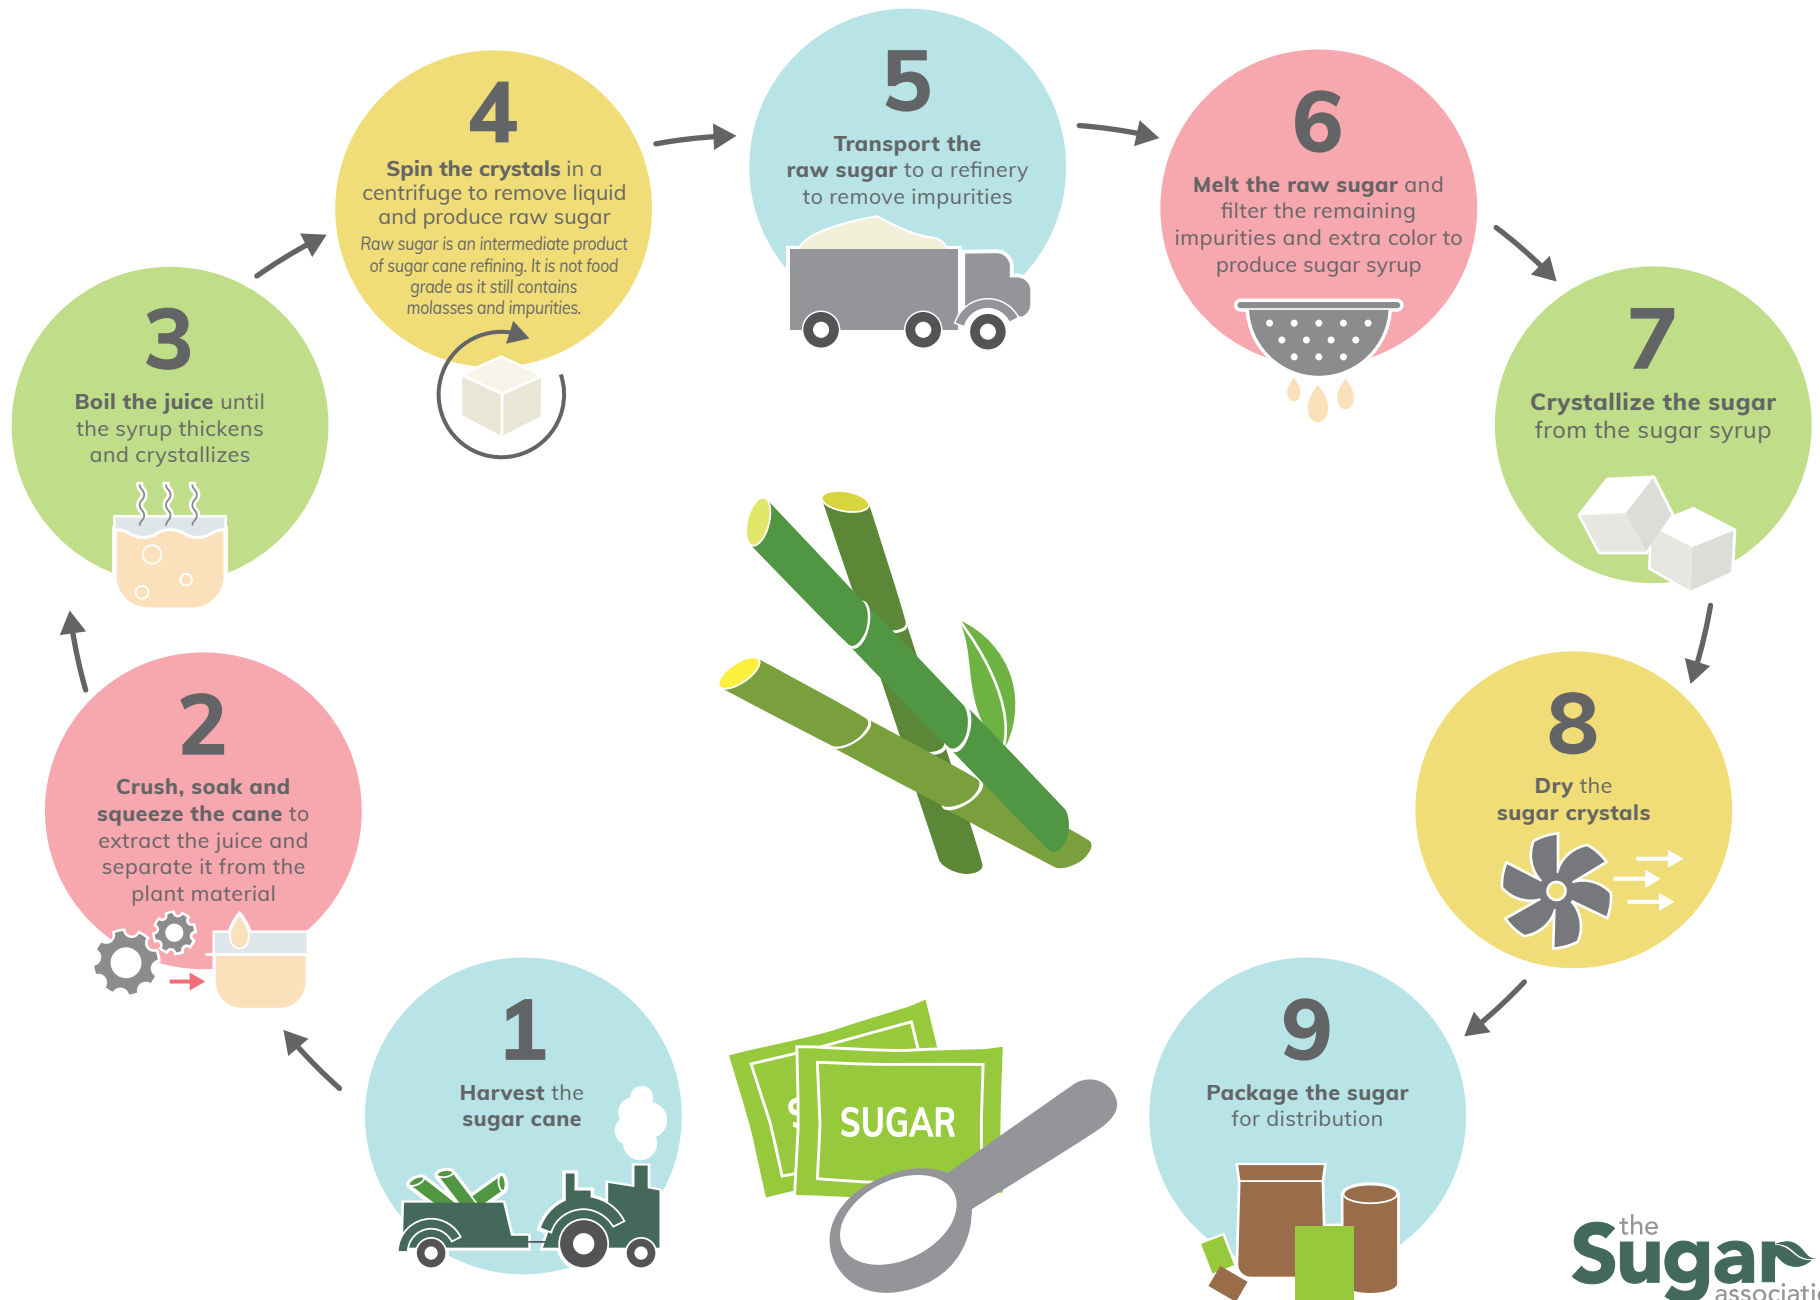 1
Harvest the
sugar cane
2
Crush, soak and
squeeze the cane to
extract the juice and
separate it from the
plant material
3
Boil the juice until
the syrup thickens
and crystallizes
4
Spin the crystals in a
centrifuge to remove liquid
and produce raw sugar
Raw sugar is an intermediate product
of sugar cane refining. It is not food
grade as it still contains
molasses and impurities.
5
Transport the
raw sugar to a refinery
to remove impurities
6
Melt the raw sugar and
filter the remaining
impurities and extra color to
produce sugar syrup
7
Crystallize the sugar
from the sugar syrup
8
Dry the
sugar crystals
9
Package the sugar
for distribution
SUGAR
the
Sugar